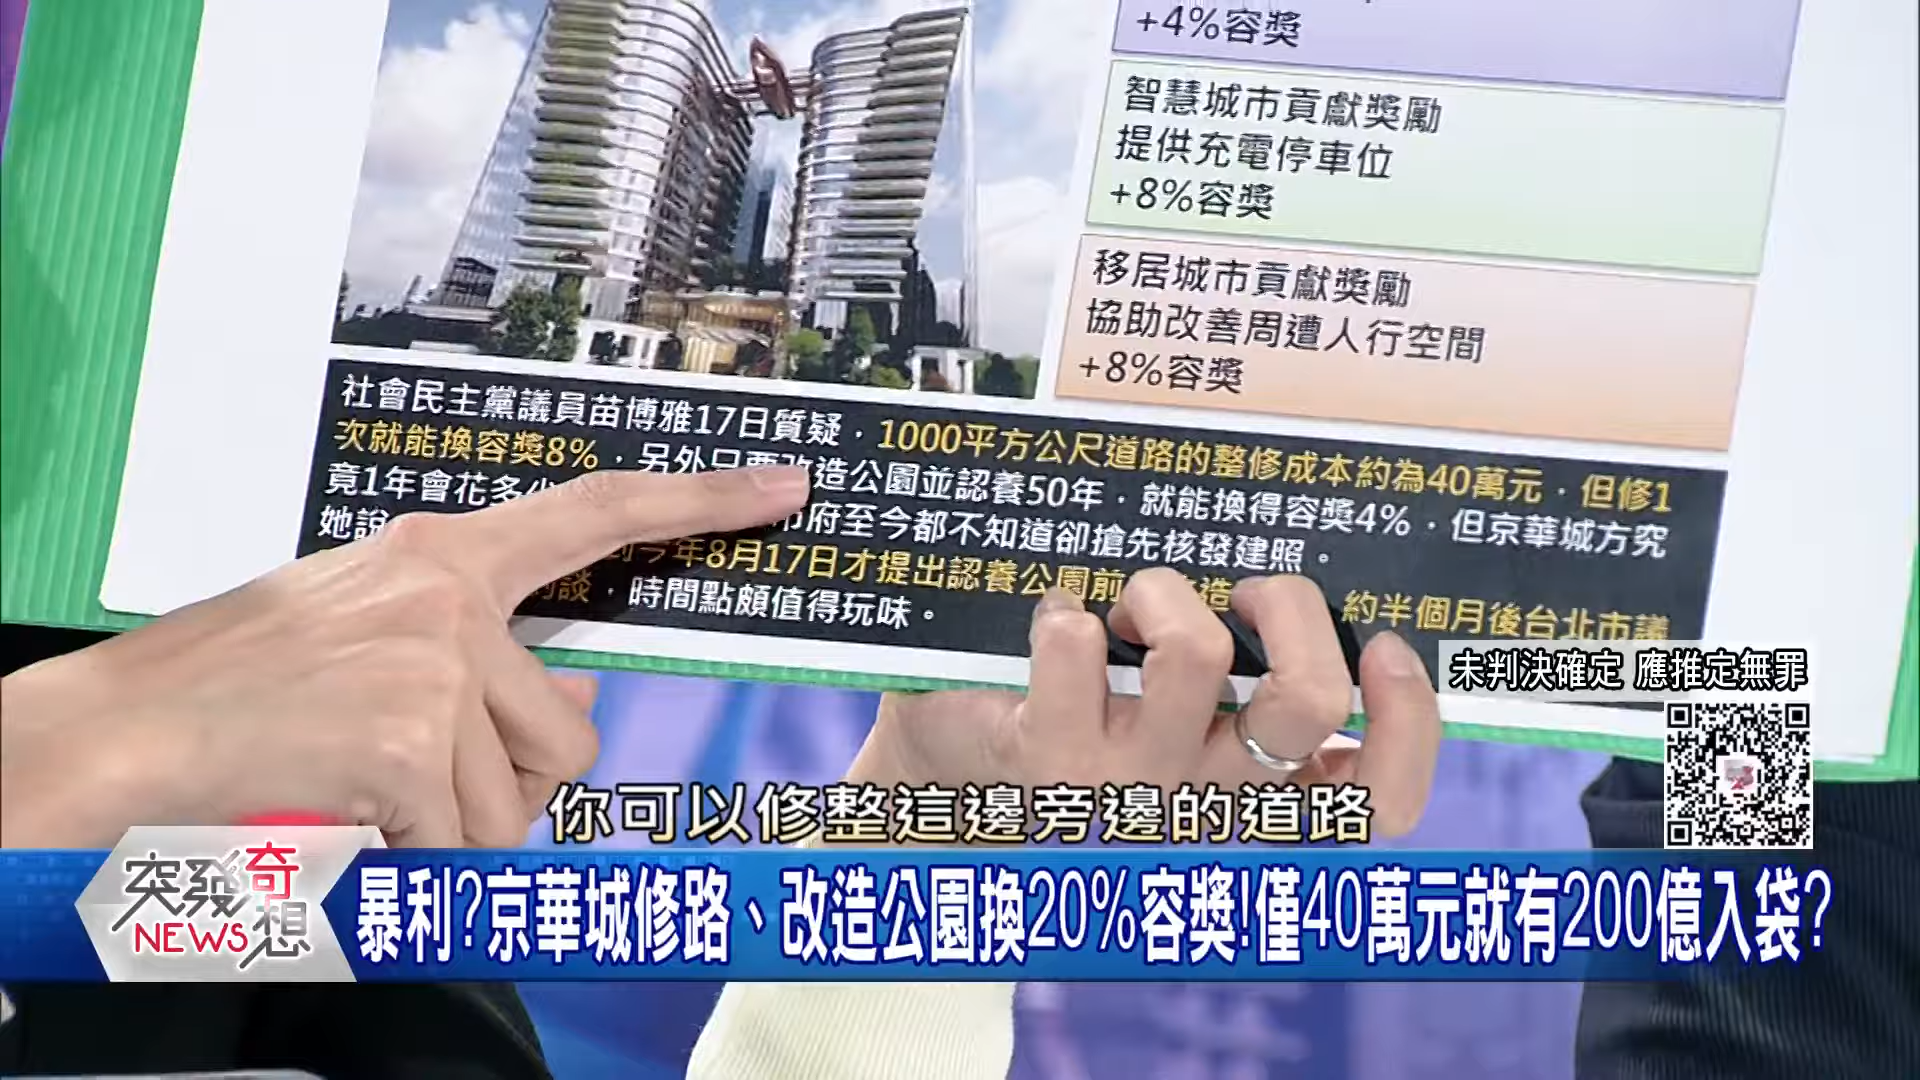 +4%容獎
智慧城市貢獻獎勵
提供充電停車位
+8%容獎
移居城市貢獻獎勵
協助改善周遭人行空間
+8%容獎
社會民主黨議員苗博雅17日質疑，1000平方公尺道路的整修成本約為40萬元，但修1
次就能換容獎8%，另外只要改造公園並認養50年，就能換得容獎4%，但京華城方究
竟1年會花多少 市府至今都不知道卻搶先核發建照。
她說 到今年8月17日才提出認養公園前 造 約半個月後台北市議
談，時間點頗值得玩味。
未判決確定 應推定無罪
你可以修整這邊旁邊的道路
突發奇想
NEWS
暴利?京華城修路、改造公園換20%容獎!僅40萬元就有200億入袋?